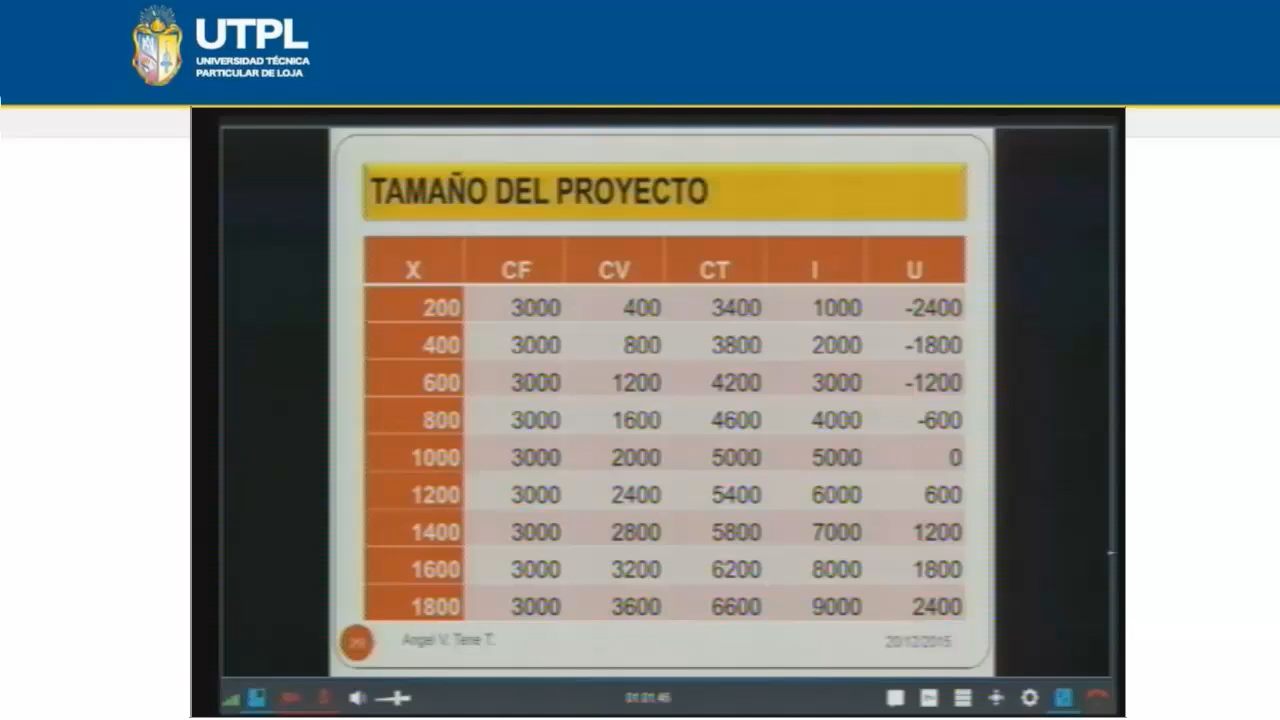 UTPL
UNIVERSIDAD TÉCNICA
PARTICULAR DE LOJA
TAMAÑO DEL PROYECTO
X CF CV CT I U
200 3000 400 3400 1000 -2400
400 3000 800 3800 2000 -1800
600 3000 1200 4200 3000 -1200
800 3000 1600 4600 4000 -600
1000 3000 2000 5000 5000 0
1200 3000 2400 5400 6000 600
1400 3000 2800 5800 7000 1200
1600 3000 3200 6200 8000 1800
1800 3000 3600 6600 9000 2400
Angel V. Tene T. 20/12/2015
01:01:45